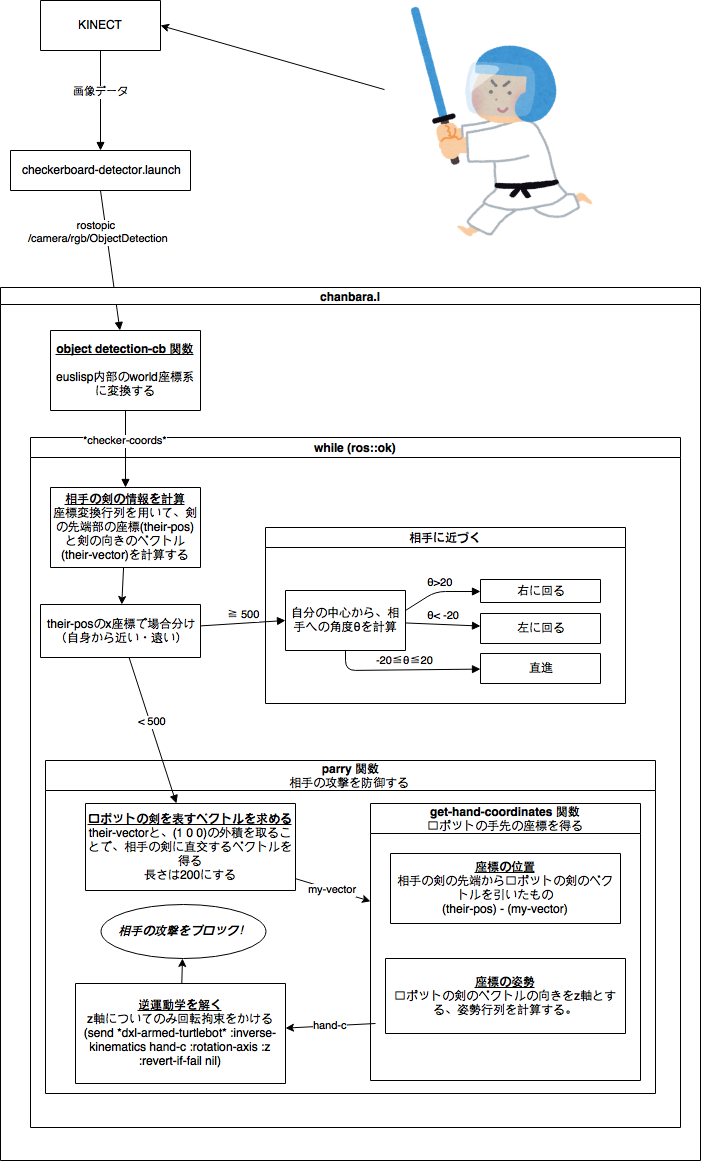 KINECT
画像データ
checkerboard-detector.launch
rostopic
/camera/rgb/ObjectDetection
chanbara.l
object detection-cb 関数
euslisp内部のworld座標系
に変換する
*checker-coords*
while (ros::ok)
相手の剣の情報を計算
座標変換行列を用いて、剣
の先端部の座標(their-pos)
と剣の向きのベクトル
(their-vector)を計算する
their-posのx座標で場合分け
（自身から近い・遠い）
≧ 500
相手に近づく
自分の中心から、相
手への角度θを計算
θ>20
右に回る
θ< -20
左に回る
-20≦θ≦20
直進
< 500
parry 関数
相手の攻撃を防御する
ロボットの剣を表すベクトルを求める
their-vectorと、(1 0 0)の外積を取るこ
とで、相手の剣に直交するベクトルを
得る
長さは200にする
my-vector
get-hand-coordinates 関数
ロボットの手先の座標を得る
座標の位置
相手の剣の先端からロボットの剣のベク
トルを引いたもの
(their-pos) - (my-vector)
座標の姿勢
ロボットの剣のベクトルの向きをz軸とす
る、姿勢行列を計算する。
hand-c
相手の攻撃をブロック！
逆運動学を解く
z軸についてのみ回転拘束をかける
(send *dxl-armed-turtlebot* :inverse-
kinematics hand-c :rotation-axis :z
:revert-if-fail nil)